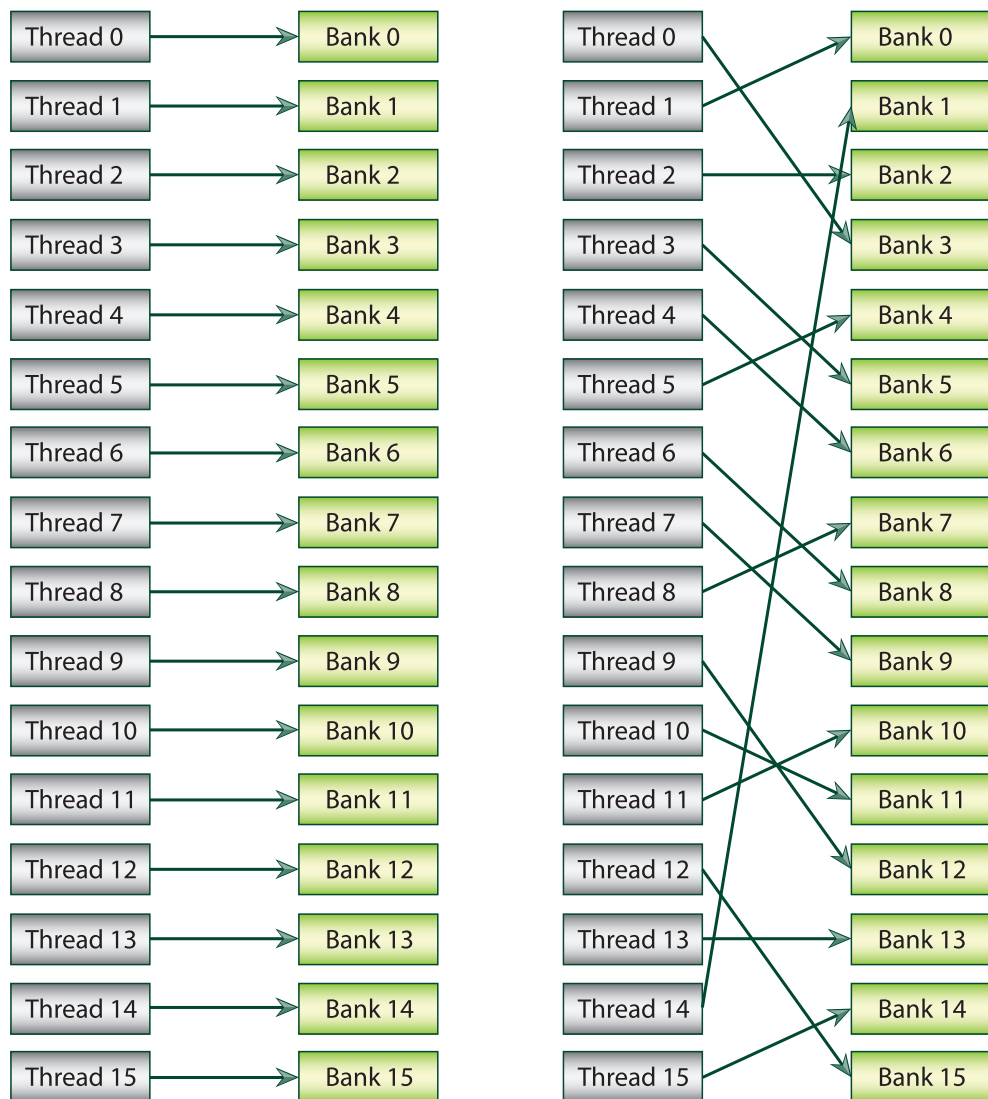 Thread 0 Bank 0 Thread 0 Bank 0
Thread 1 Bank 1 Thread 1 Bank 1
Thread 2 Bank 2 Thread 2 Bank 2
Thread 3 Bank 3 Thread 3 Bank 3
Thread 4 Bank 4 Thread 4 Bank 4
Thread 5 Bank 5 Thread 5 Bank 5
Thread 6 Bank 6 Thread 6 Bank 6
Thread 7 Bank 7 Thread 7 Bank 7
Thread 8 Bank 8 Thread 8 Bank 8
Thread 9 Bank 9 Thread 9 Bank 9
Thread 10 Bank 10 Thread 10 Bank 10
Thread 11 Bank 11 Thread 11 Bank 11
Thread 12 Bank 12 Thread 12 Bank 12
Thread 13 Bank 13 Thread 13 Bank 13
Thread 14 Bank 14 Thread 14 Bank 14
Thread 15 Bank 15 Thread 15 Bank 15